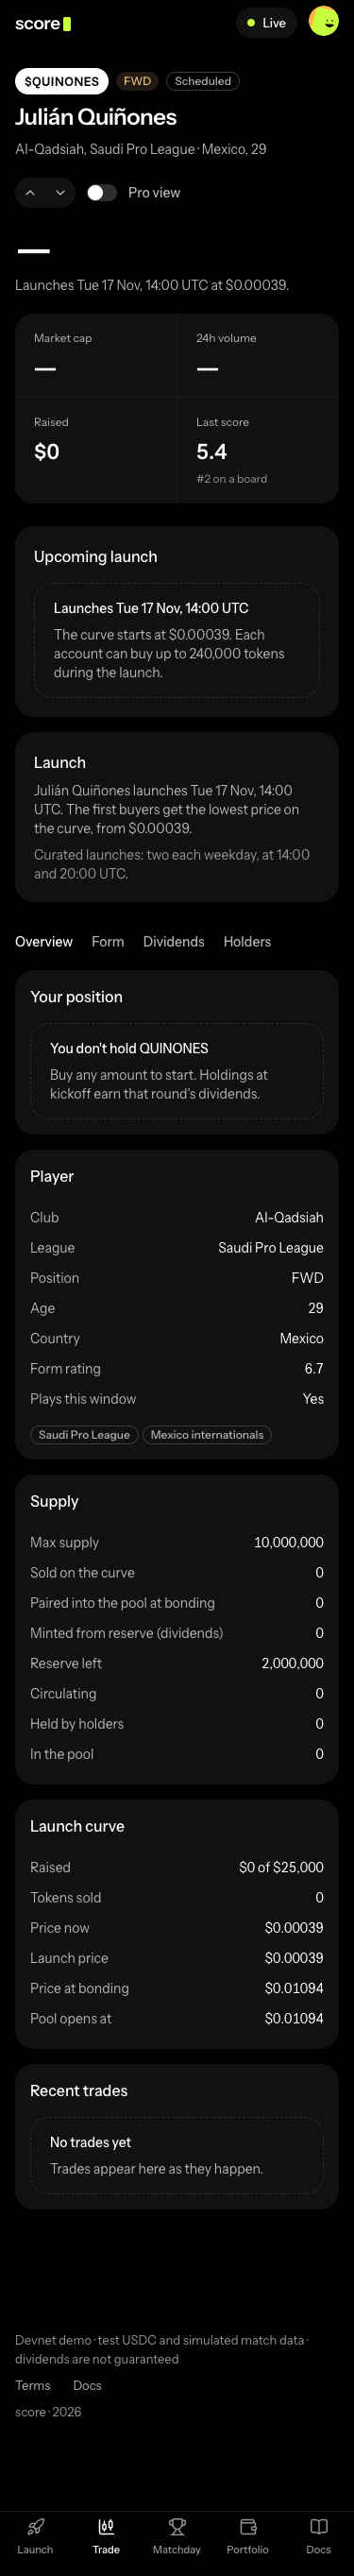 score
Live
$QUINONES
FWD
Scheduled
Julián Quiñones
Al-Qadsiah, Saudi Pro League · Mexico, 29
Pro view
—
Launches Tue 17 Nov, 14:00 UTC at $0.00039.
Market cap
—
24h volume
—
Raised
$0
Last score
5.4
#2 on a board
Upcoming launch
Launches Tue 17 Nov, 14:00 UTC
The curve starts at $0.00039. Each
account can buy up to 240,000 tokens
during the launch.
Launch
Julián Quiñones launches Tue 17 Nov, 14:00
UTC. The first buyers get the lowest price on
the curve, from $0.00039.
Curated launches: two each weekday, at 14:00
and 20:00 UTC.
Overview Form Dividends Holders
Your position
You don't hold QUINONES
Buy any amount to start. Holdings at
kickoff earn that round's dividends.
Player
Club Al-Qadsiah
League Saudi Pro League
Position FWD
Age 29
Country Mexico
Form rating 6.7
Plays this window Yes
Saudi Pro League Mexico internationals
Supply
Max supply 10,000,000
Sold on the curve 0
Paired into the pool at bonding 0
Minted from reserve (dividends) 0
Reserve left 2,000,000
Circulating 0
Held by holders 0
In the pool 0
Launch curve
Raised $0 of $25,000
Tokens sold 0
Price now $0.00039
Launch price $0.00039
Price at bonding $0.01094
Pool opens at $0.01094
Recent trades
No trades yet
Trades appear here as they happen.
Devnet demo · test USDC and simulated match data ·
dividends are not guaranteed
Terms Docs
score · 2026
Launch Trade Matchday Portfolio Docs